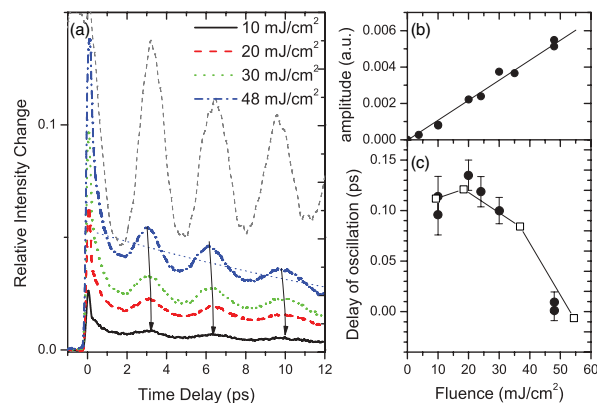 (a)
10 mJ/cm²
20 mJ/cm²
30 mJ/cm²
48 mJ/cm²
Relative Intensity Change
0.1
0.0
0 2 4 6 8 10 12
Time Delay (ps)
(b)
amplitude (a.u.)
0.006
0.004
0.002
0.000
(c)
Delay of oscillation (ps)
0.15
0.10
0.05
0.00
0 10 20 30 40 50 60
Fluence (mJ/cm²)